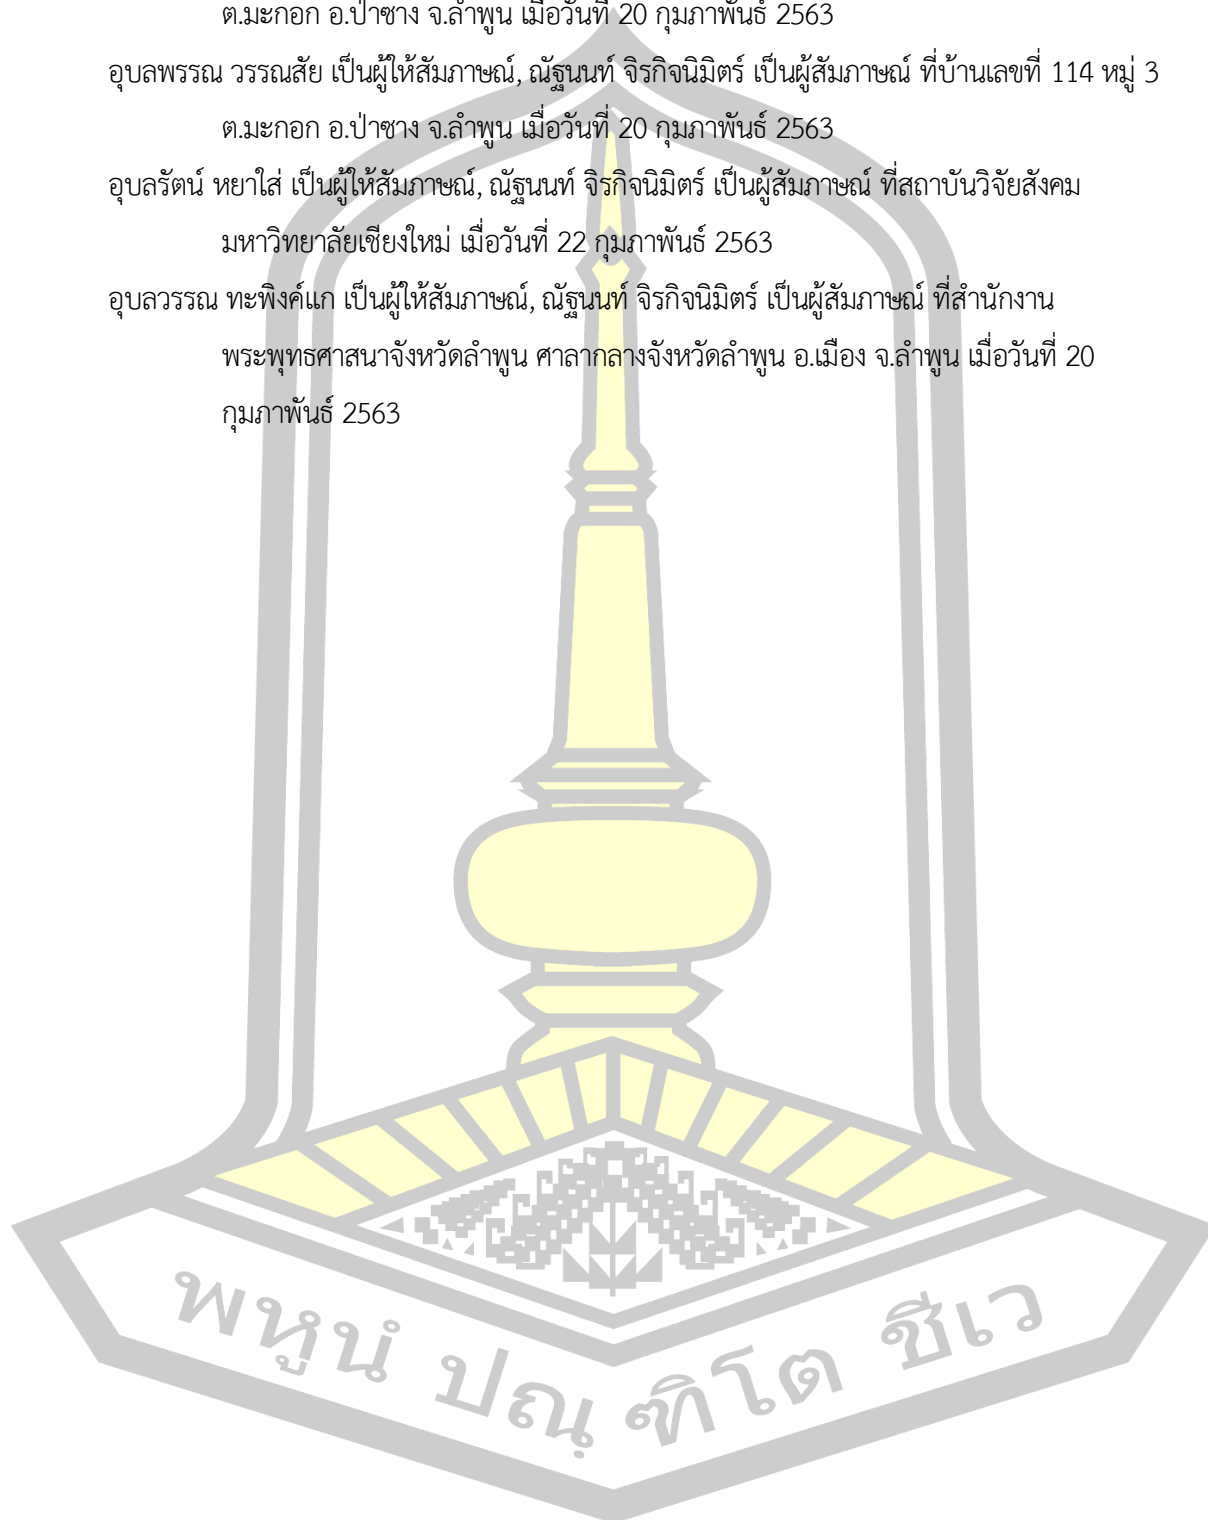 ต.มะกอก อ.ป่าซาง จ.ลำพูน เมื่อวันที่ 20 กุมภาพันธ์ 2563
อุบลพรรณ วรรณสัย เป็นผู้ให้สัมภาษณ์, ณัฐนนท์ จิรกิจนิมิตร์ เป็นผู้สัมภาษณ์ ที่บ้านเลขที่ 114 หมู่ 3
ต.มะกอก อ.ป่าซาง จ.ลำพูน เมื่อวันที่ 20 กุมภาพันธ์ 2563
อุบลรัตน์ หยาใส่ เป็นผู้ให้สัมภาษณ์, ณัฐนนท์ จิรกิจนิมิตร์ เป็นผู้สัมภาษณ์ ที่สถาบันวิจัยสังคม
มหาวิทยาลัยเชียงใหม่ เมื่อวันที่ 22 กุมภาพันธ์ 2563
อุบลวรรณ ทะพิงค์แก เป็นผู้ให้สัมภาษณ์, ณัฐนนท์ จิรกิจนิมิตร์ เป็นผู้สัมภาษณ์ ที่สำนักงาน
พระพุทธศาสนาจังหวัดลำพูน ศาลากลางจังหวัดลำพูน อ.เมือง จ.ลำพูน เมื่อวันที่ 20
กุมภาพันธ์ 2563
พหูนํ ปณฺฑิโต ชีเว